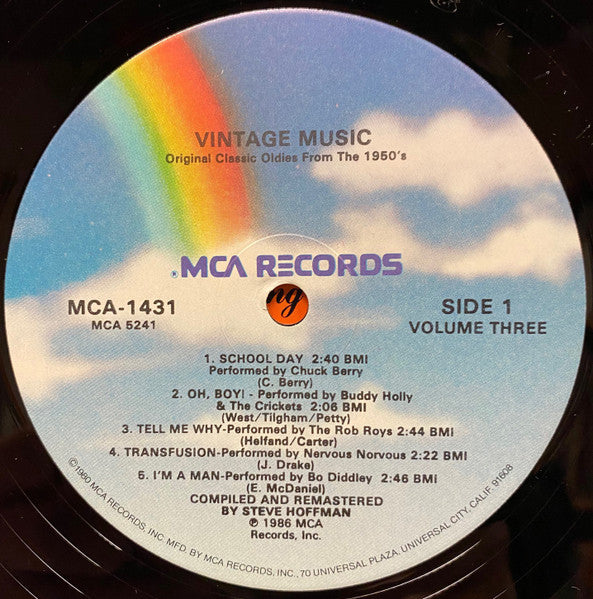 VINTAGE MUSIC
Original Classic Oldies From The 1950's
®MCA RECORDS
MCA-1431
MCA 5241
ng
SIDE 1
VOLUME THREE
1. SCHOOL DAY 2:40 BMI
Performed by Chuck Berry
(C. Berry)
2. OH, BOY! - Performed by Buddy Holly
& The Crickets 2:06 BMI
(West/Tilgham/Petty)
3. TELL ME WHY-Performed by The Rob Roys 2:44 BMI
(Helfand/Carter)
4. TRANSFUSION-Performed by Nervous Norvous 2:22 BMI
(J. Drake)
5. I'M A MAN-Performed by Bo Diddley 2:46 BMI
(E. McDaniel)
COMPILED AND REMASTERED
BY STEVE HOFFMAN
℗ 1986 MCA
Records, Inc.
©1980 MCA RECORDS, INC. MFD. BY MCA RECORDS, INC., 70 UNIVERSAL PLAZA, UNIVERSAL CITY, CALIF. 91608